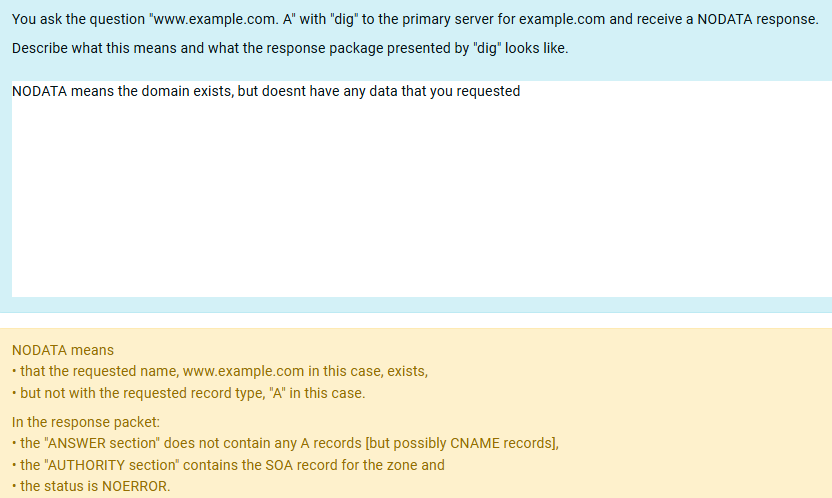 You ask the question "www.example.com. A" with "dig" to the primary server for example.com and receive a NODATA response.
Describe what this means and what the response package presented by "dig" looks like.
NODATA means the domain exists, but doesnt have any data that you requested
NODATA means
• that the requested name, www.example.com in this case, exists,
• but not with the requested record type, "A" in this case.
In the response packet:
• the "ANSWER section" does not contain any A records [but possibly CNAME records],
• the "AUTHORITY section" contains the SOA record for the zone and
• the status is NOERROR.